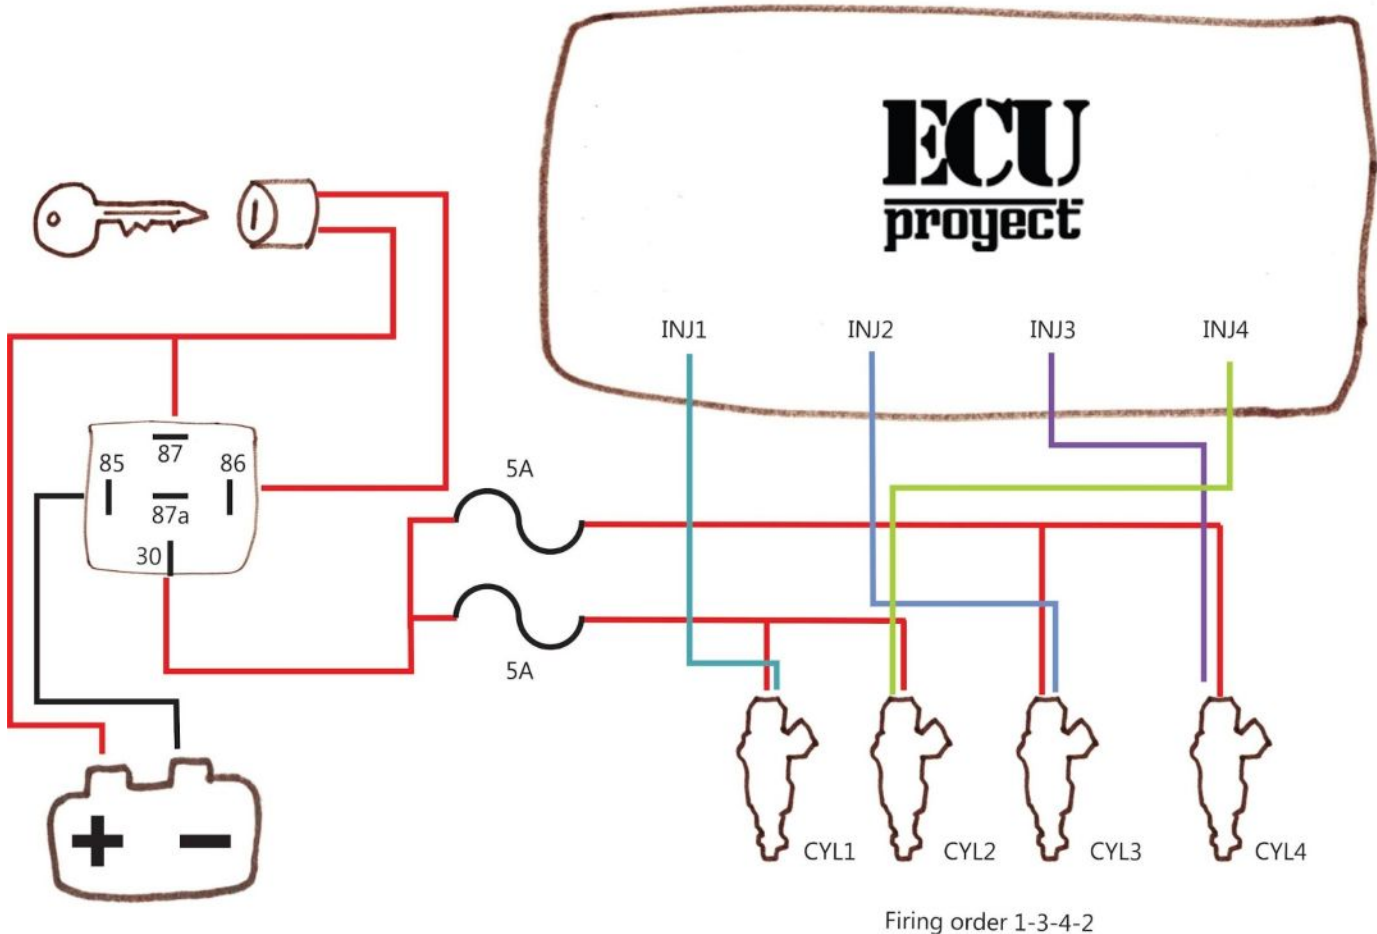 ECU
proyect
INJ1 INJ2 INJ3 INJ4
87
85 86
87a
30
5A
5A
+ −
CYL1 CYL2 CYL3 CYL4
Firing order 1-3-4-2